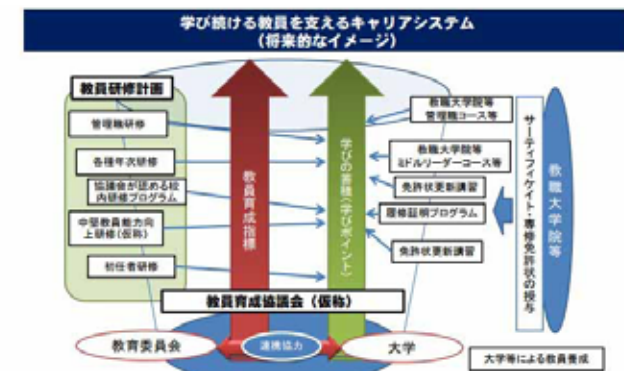 学び続ける教員を支えるキャリアシステム
（将来的なイメージ）
教員研修計画
管理職研修
各種年次研修
協議会が認める校
内研修プログラム
中堅教員能力向
上研修（仮称）
初任者研修
教員育成指標
学びの蓄積（学びポイント）
教職大学院等
管理職コース等
教職大学院等
ミドルリーダーコース等
免許状更新講習
履修証明プログラム
免許状更新講習
サーティフィケイト・専修免許状の授与
教職大学院等
教員育成協議会（仮称）
教育委員会
連携協力
大学
大学等による教員養成